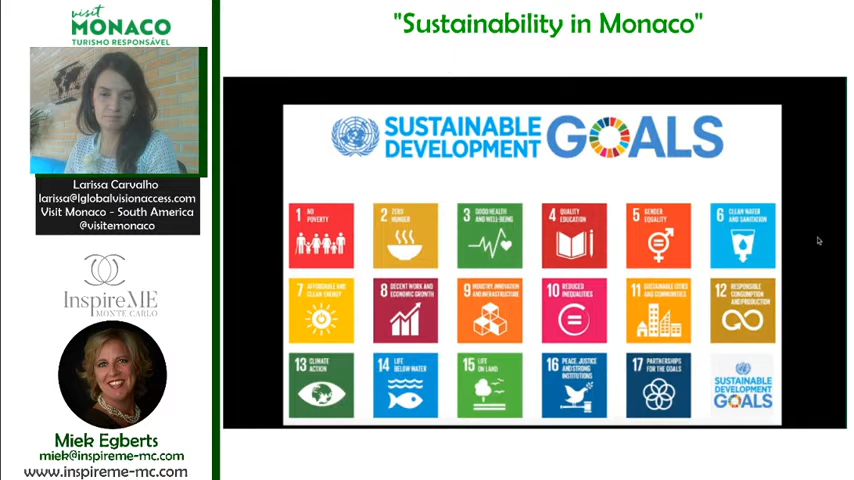 visit
MONACO
TURISMO RESPONSÁVEL
Larissa Carvalho
larissa@lglobalvisionaccess.com
Visit Monaco - South America
@visitemonaco
InspireME
MONTE CARLO
Miek Egberts
miek@inspireme-mc.com
www.inspireme-mc.com
"Sustainability in Monaco"
SUSTAINABLE
DEVELOPMENT
GOALS
1 NO
POVERTY
2 ZERO
HUNGER
3 GOOD HEALTH
AND WELL-BEING
4 QUALITY
EDUCATION
5 GENDER
EQUALITY
6 CLEAN WATER
AND SANITATION
7 AFFORDABLE AND
CLEAN ENERGY
8 DECENT WORK AND
ECONOMIC GROWTH
9 INDUSTRY, INNOVATION
AND INFRASTRUCTURE
10 REDUCED
INEQUALITIES
11 SUSTAINABLE CITIES
AND COMMUNITIES
12 RESPONSIBLE
CONSUMPTION
AND PRODUCTION
13 CLIMATE
ACTION
14 LIFE
BELOW WATER
15 LIFE
ON LAND
16 PEACE, JUSTICE
AND STRONG
INSTITUTIONS
17 PARTNERSHIPS
FOR THE GOALS
SUSTAINABLE
DEVELOPMENT
GOALS